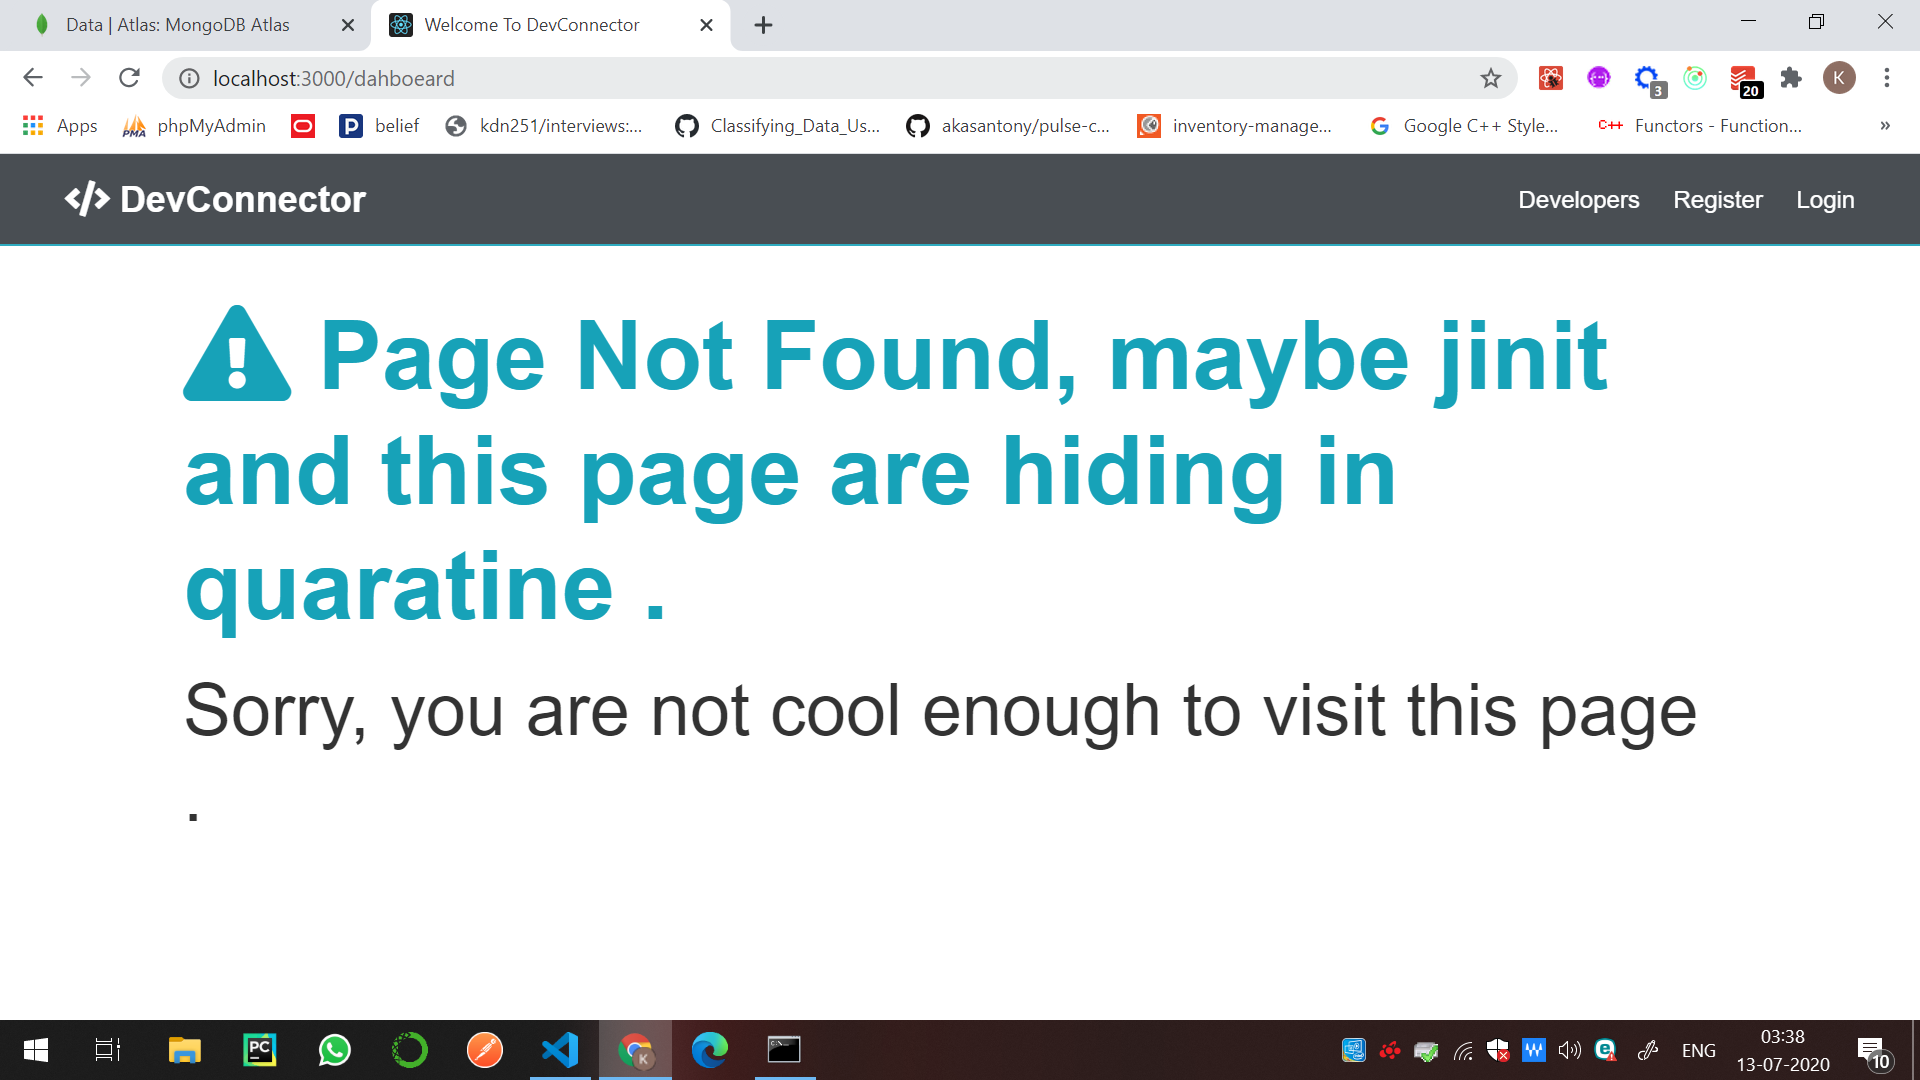 Data | Atlas: MongoDB Atlas
Welcome To DevConnector
localhost:3000/dahboeard
3
20
K
Apps
phpMyAdmin
belief
kdn251/interviews:...
Classifying_Data_Us...
akasantony/pulse-c...
inventory-manage...
Google C++ Style...
Functors - Function...
»
</> DevConnector
Developers
Register
Login
Page Not Found, maybe jinit
and this page are hiding in
quaratine .
Sorry, you are not cool enough to visit this page
.
PC
K
ENG
03:38
13-07-2020
10